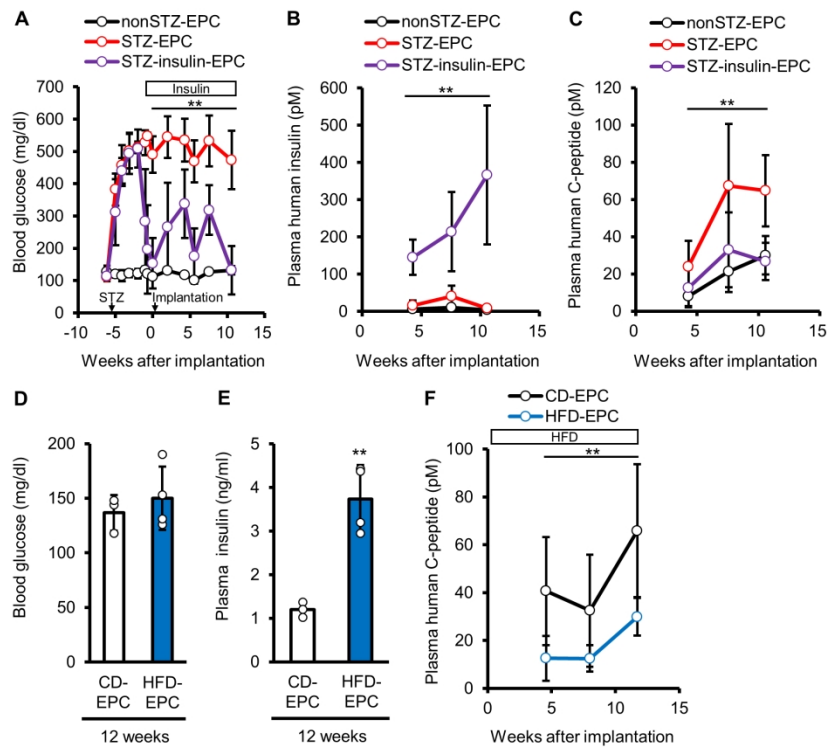 A
nonSTZ-EPC
STZ-EPC
STZ-insulin-EPC
Insulin
**
Blood glucose (mg/dl)
700
600
500
400
300
200
100
0
STZ
Implantation
-10 -5 0 5 10 15
Weeks after implantation
B
nonSTZ-EPC
STZ-EPC
STZ-insulin-EPC
**
Plasma human insulin (pM)
600
500
400
300
200
100
0
0 5 10 15
Weeks after implantation
C
nonSTZ-EPC
STZ-EPC
STZ-insulin-EPC
**
Plasma human C-peptide (pM)
120
100
80
60
40
20
0
0 5 10 15
Weeks after implantation
D
Blood glucose (mg/dl)
200
150
100
50
0
CD-
EPC
HFD-
EPC
12 weeks
E
**
Plasma insulin (ng/ml)
5
4
3
2
1
0
CD-
EPC
HFD-
EPC
12 weeks
F
CD-EPC
HFD-EPC
HFD
**
Plasma human C-peptide (pM)
100
80
60
40
20
0
0 5 10 15
Weeks after implantation